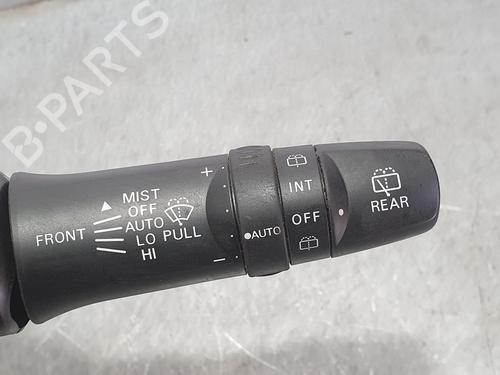 B-PARTS
MIST
OFF
FRONT AUTO
LO PULL
HI
+
AUTO
-
INT
OFF
REAR